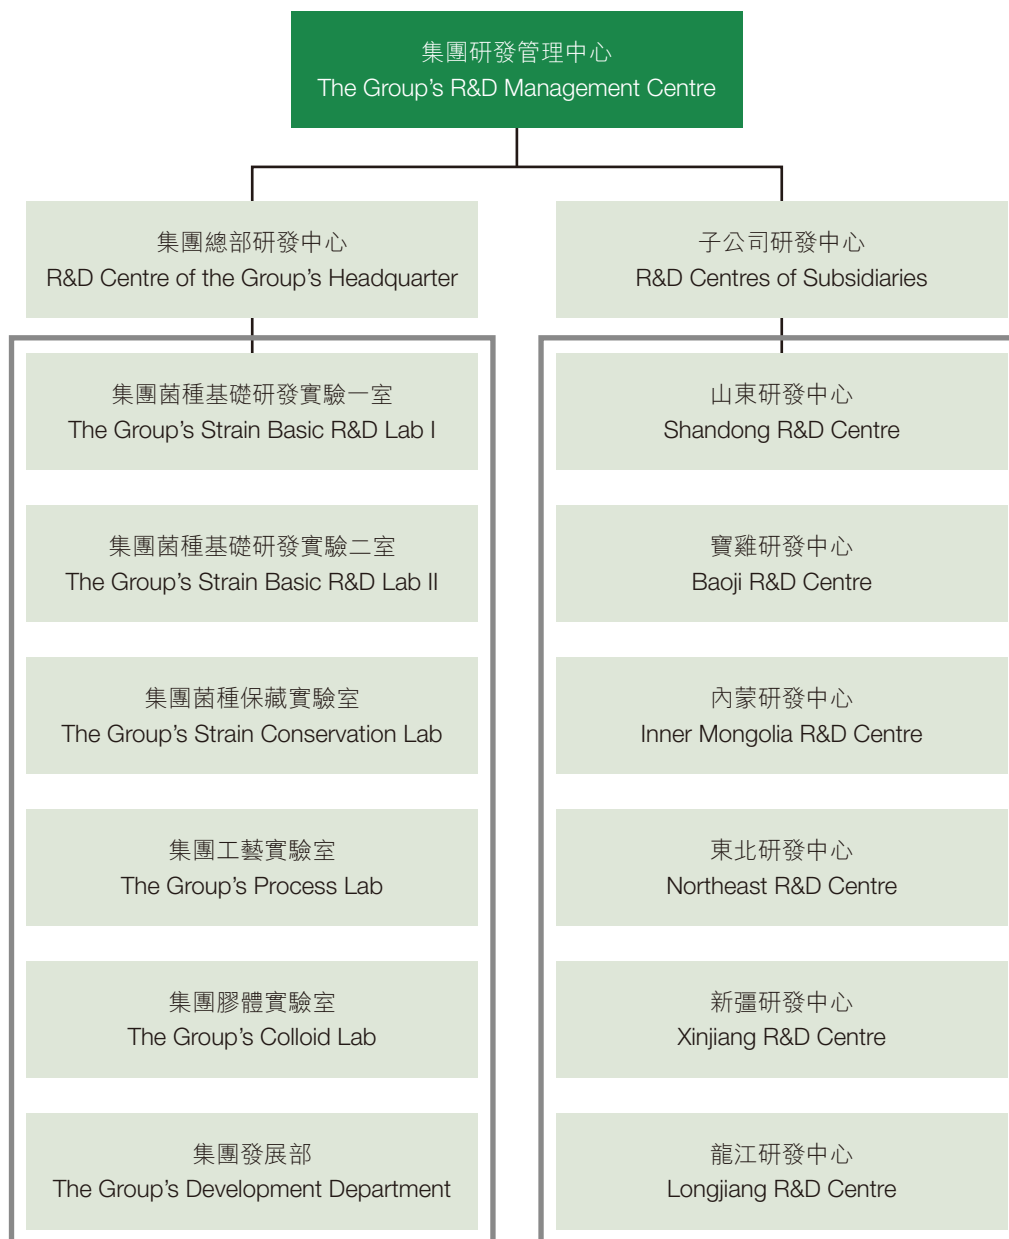 集團研發管理中心
The Group’s R&D Management Centre
集團總部研發中心
R&D Centre of the Group’s Headquarter
集團菌種基礎研發實驗一室
The Group’s Strain Basic R&D Lab I
集團菌種基礎研發實驗二室
The Group’s Strain Basic R&D Lab II
集團菌種保藏實驗室
The Group’s Strain Conservation Lab
集團工藝實驗室
The Group’s Process Lab
集團膠體實驗室
The Group’s Colloid Lab
集團發展部
The Group’s Development Department
子公司研發中心
R&D Centres of Subsidiaries
山東研發中心
Shandong R&D Centre
寶雞研發中心
Baoji R&D Centre
內蒙研發中心
Inner Mongolia R&D Centre
東北研發中心
Northeast R&D Centre
新疆研發中心
Xinjiang R&D Centre
龍江研發中心
Longjiang R&D Centre